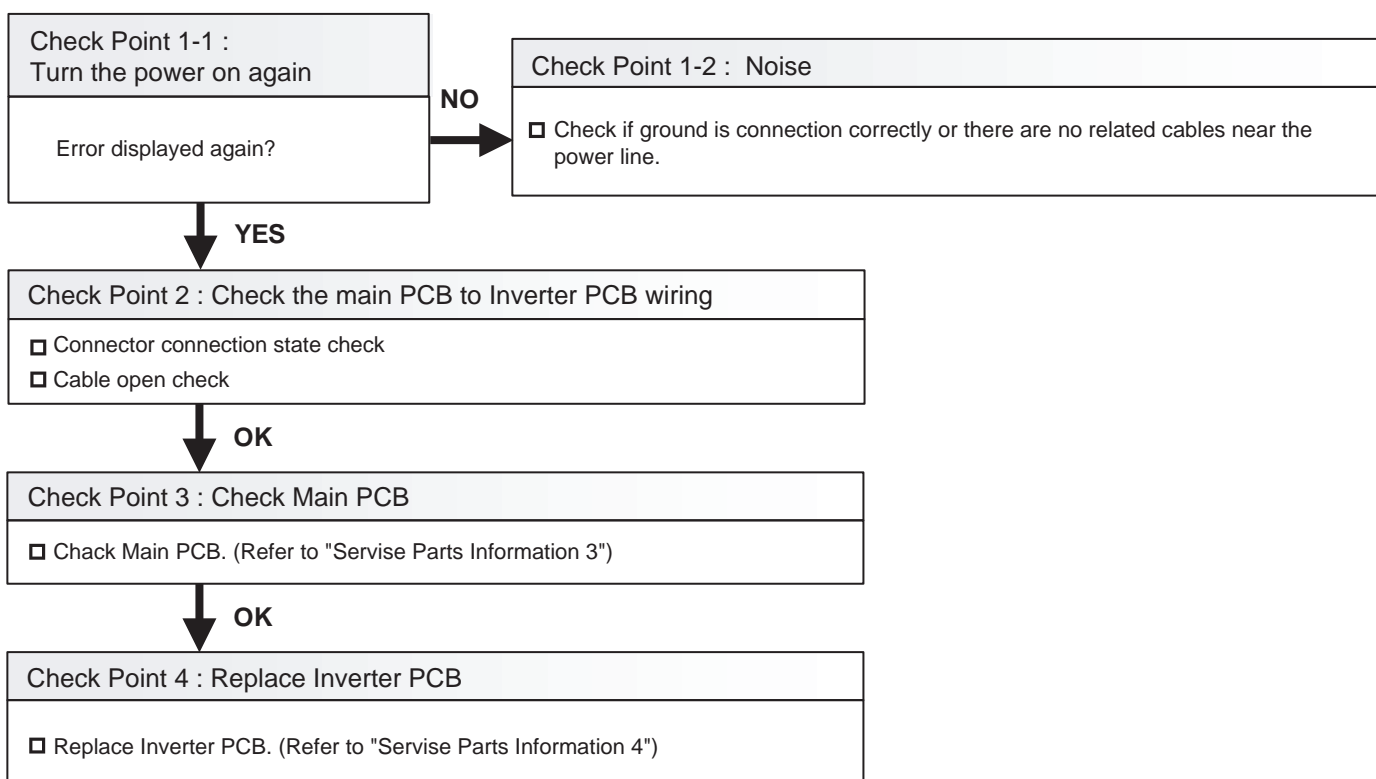 Check Point 1-1 :
Turn the power on again
Error displayed again?
NO
Check Point 1-2 :  Noise
Check if ground is connection correctly or there are no related cables near the
power line.
YES
Check Point 2 : Check the main PCB to Inverter PCB wiring
Connector connection state check
Cable open check
OK
Check Point 3 : Check Main PCB
Chack Main PCB. (Refer to "Servise Parts Information 3")
OK
Check Point 4 : Replace Inverter PCB
Replace Inverter PCB. (Refer to "Servise Parts Information 4")